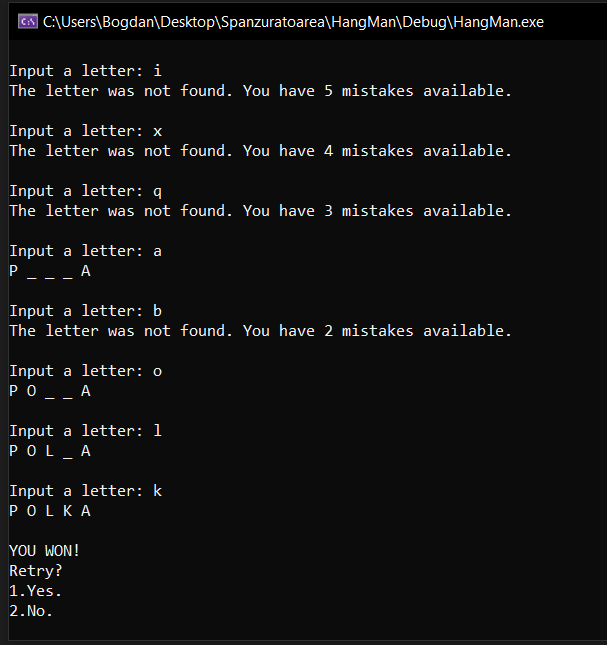 C:\Users\Bogdan\Desktop\Spanzuratoarea\HangMan\Debug\HangMan.exe
Input a letter: i
The letter was not found. You have 5 mistakes available.
Input a letter: x
The letter was not found. You have 4 mistakes available.
Input a letter: q
The letter was not found. You have 3 mistakes available.
Input a letter: a
P _ _ _ A
Input a letter: b
The letter was not found. You have 2 mistakes available.
Input a letter: o
P O _ _ A
Input a letter: l
P O L _ A
Input a letter: k
P O L K A
YOU WON!
Retry?
1.Yes.
2.No.